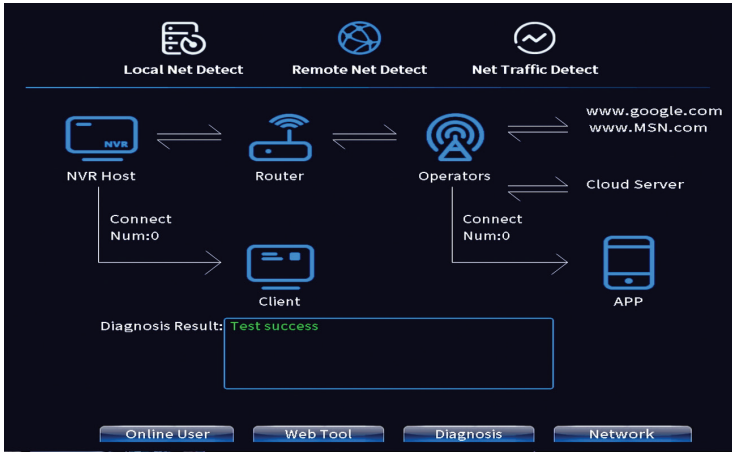 Local Net Detect
Remote Net Detect
Net Traffic Detect
www.google.com
www.MSN.com
NVR
NVR Host
Router
Operators
Cloud Server
Connect
Num:0
Connect
Num:0
Client
APP
Diagnosis Result: Test success
Online User
Web Tool
Diagnosis
Network